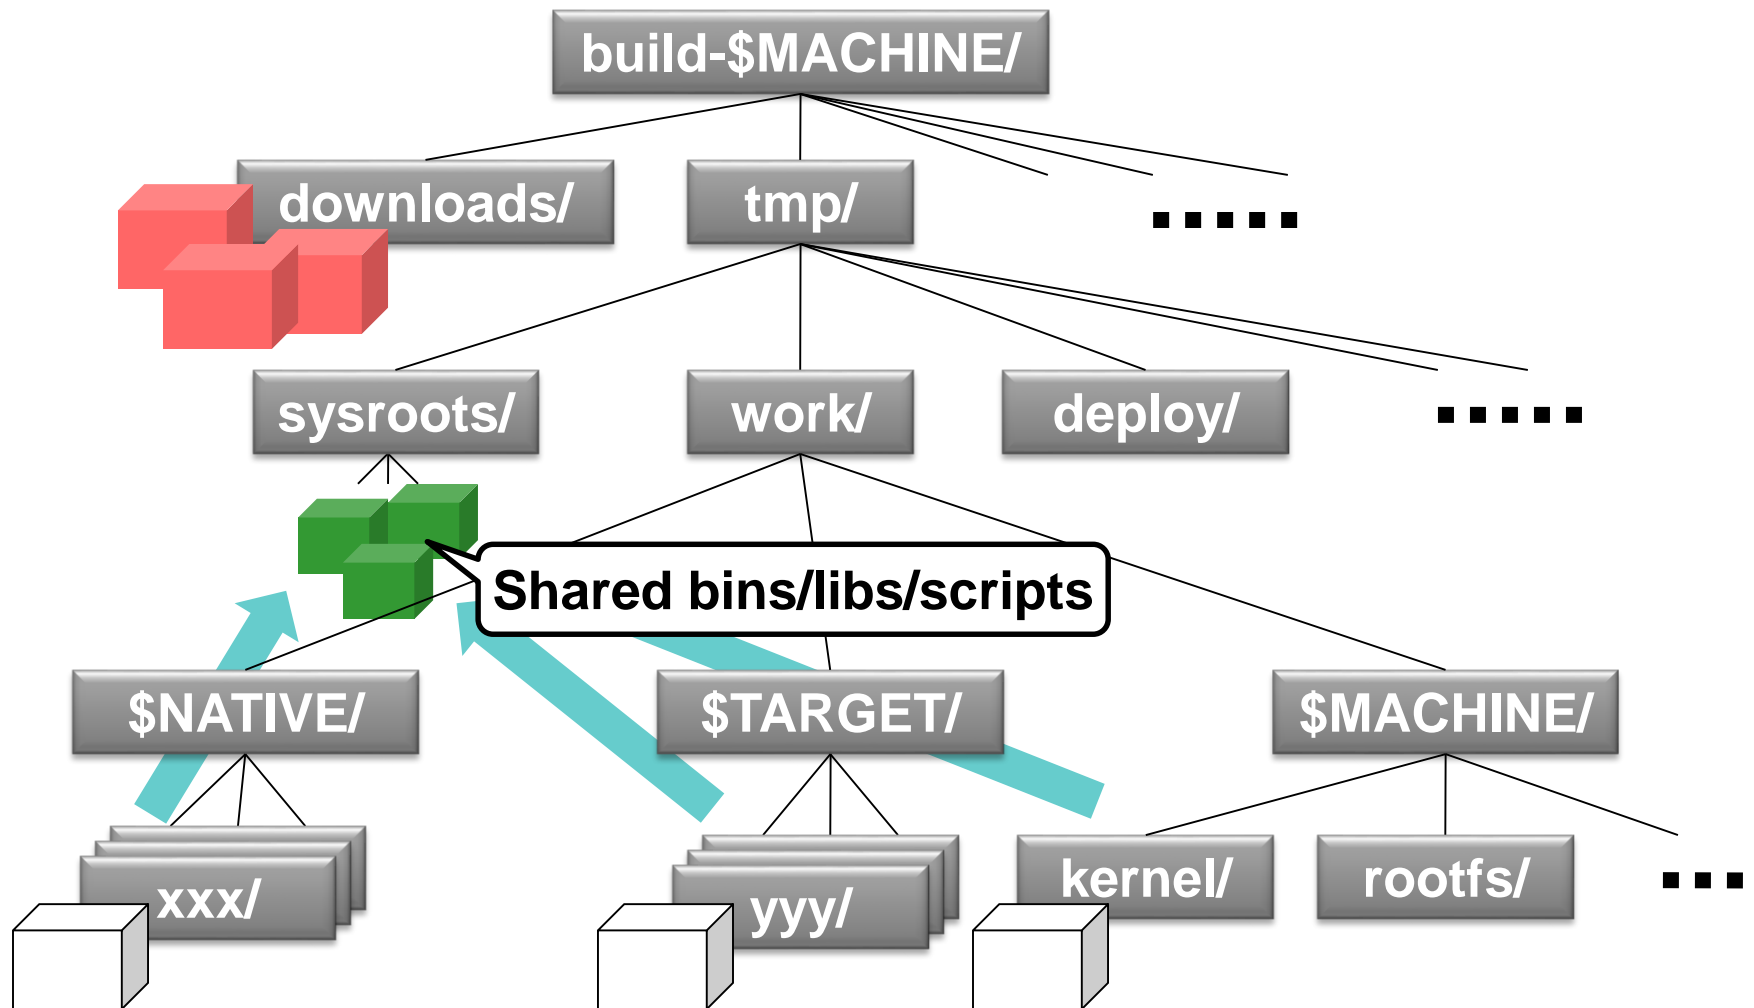 build-$MACHINE/
downloads/
tmp/
.....
sysroots/
work/
deploy/
.....
Shared bins/libs/scripts
$NATIVE/
$TARGET/
$MACHINE/
xxx/
yyy/
kernel/
rootfs/
...